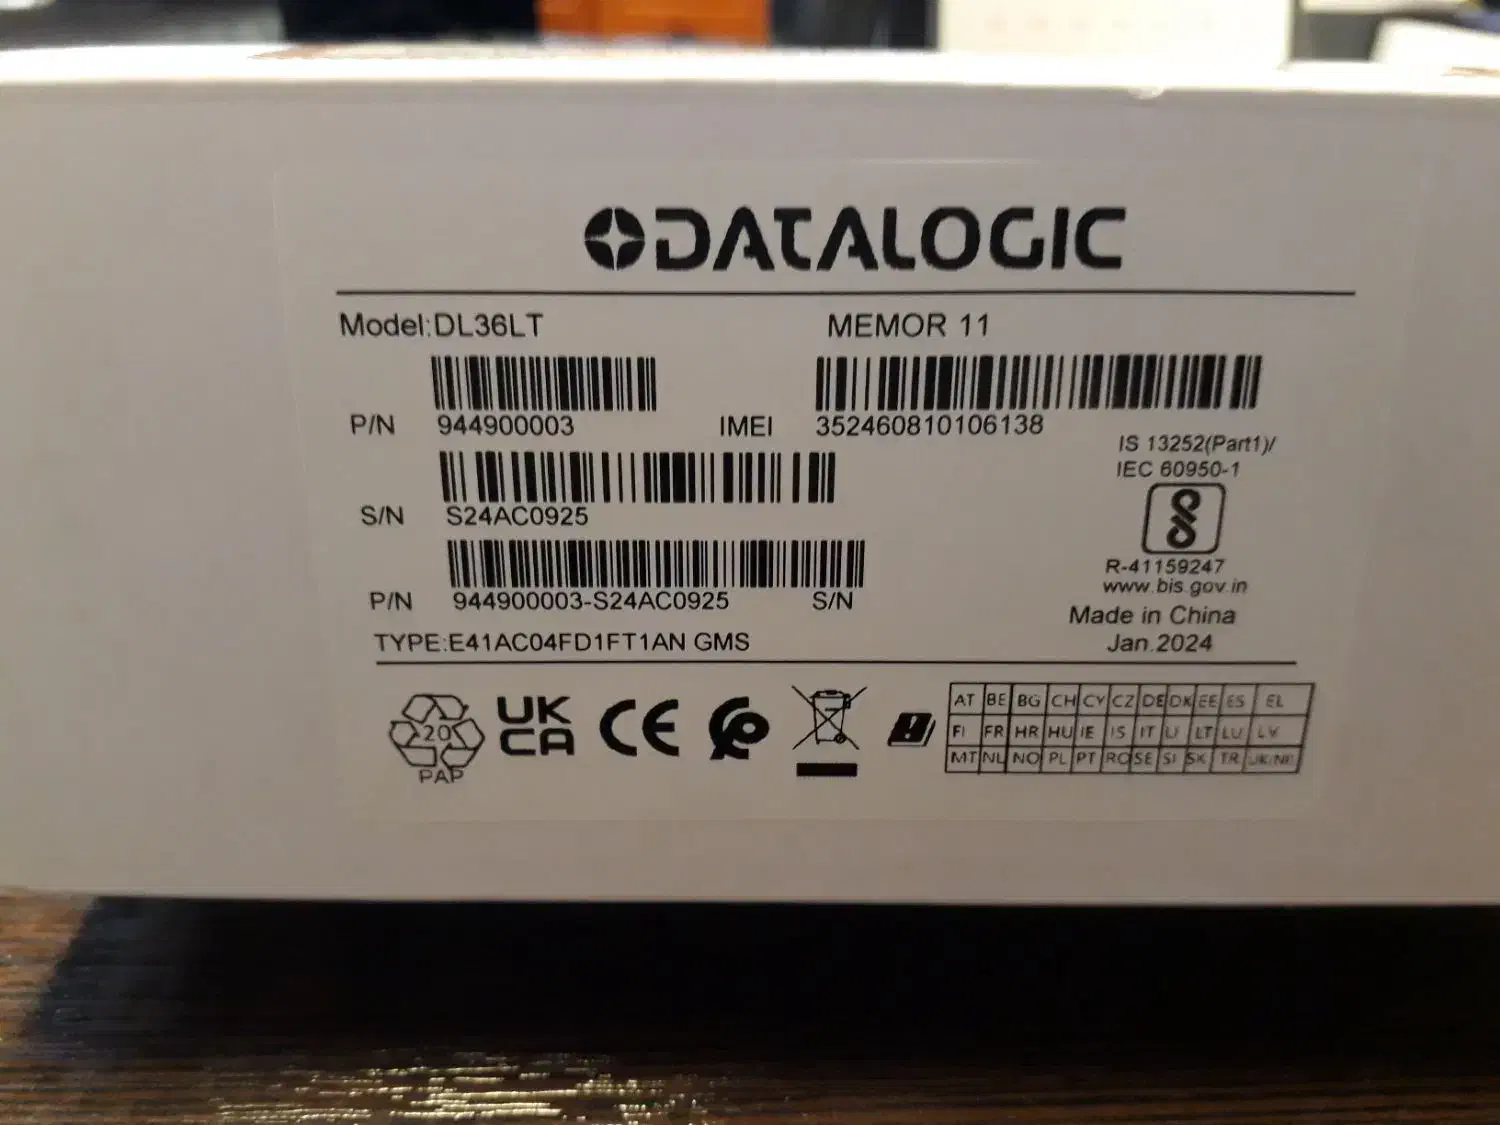 DATALOGIC
Model:DL36LT MEMOR 11
P/N 944900003 IMEI 352460810106138
IS 13252(Part1)/
IEC 60950-1
S/N S24AC0925
R-41159247
www.bis.gov.in
P/N 944900003-S24AC0925 S/N
Made in China
TYPE:E41AC04FD1FT1AN GMS Jan.2024
20
PAP
UK
CA
CE
AT BE BG CH CY CZ DE DK EE ES EL
FI FR HR HU IE IS IT LI LT LU LV
MT NL NO PL PT RO SE SI SK TR UK(NI)